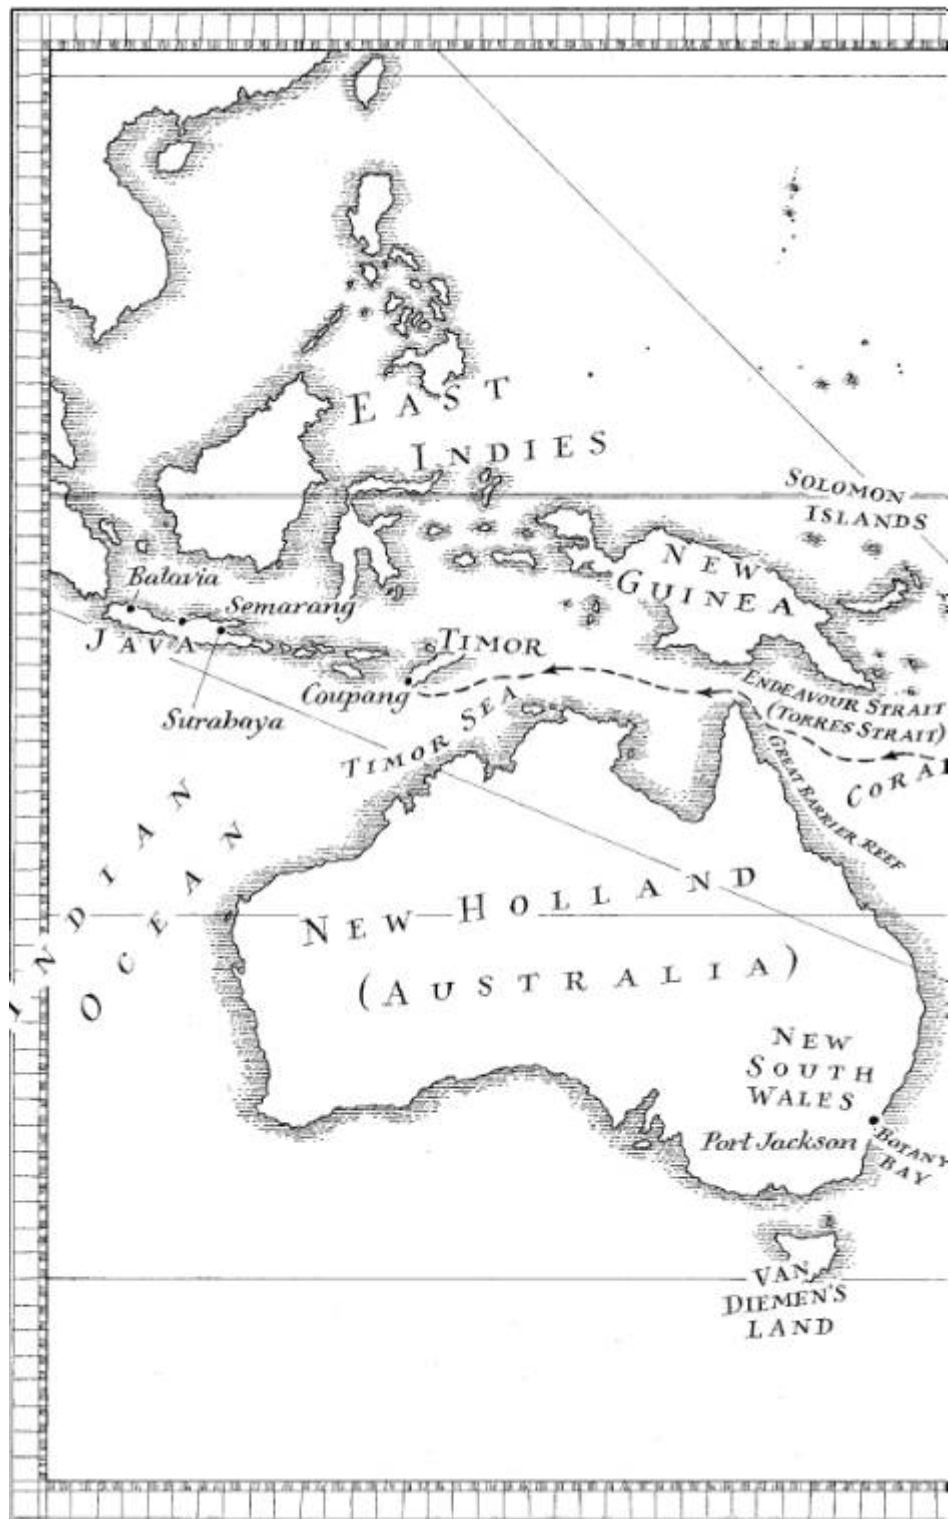 EAST
INDIES
SOLOMON
ISLANDS
NEW
GUINEA
Batavia
Semarang
JAVA
TIMOR
Coupang
Surabaya
ENDEAVOUR STRAIT
(TORRES STRAIT)
TIMOR SEA
CORAL
GREAT BARRIER REEF
INDIAN
OCEAN
NEW HOLLAND
(AUSTRALIA)
NEW
SOUTH
WALES
Port Jackson
BOTANY
BAY
VAN
DIEMEN'S
LAND